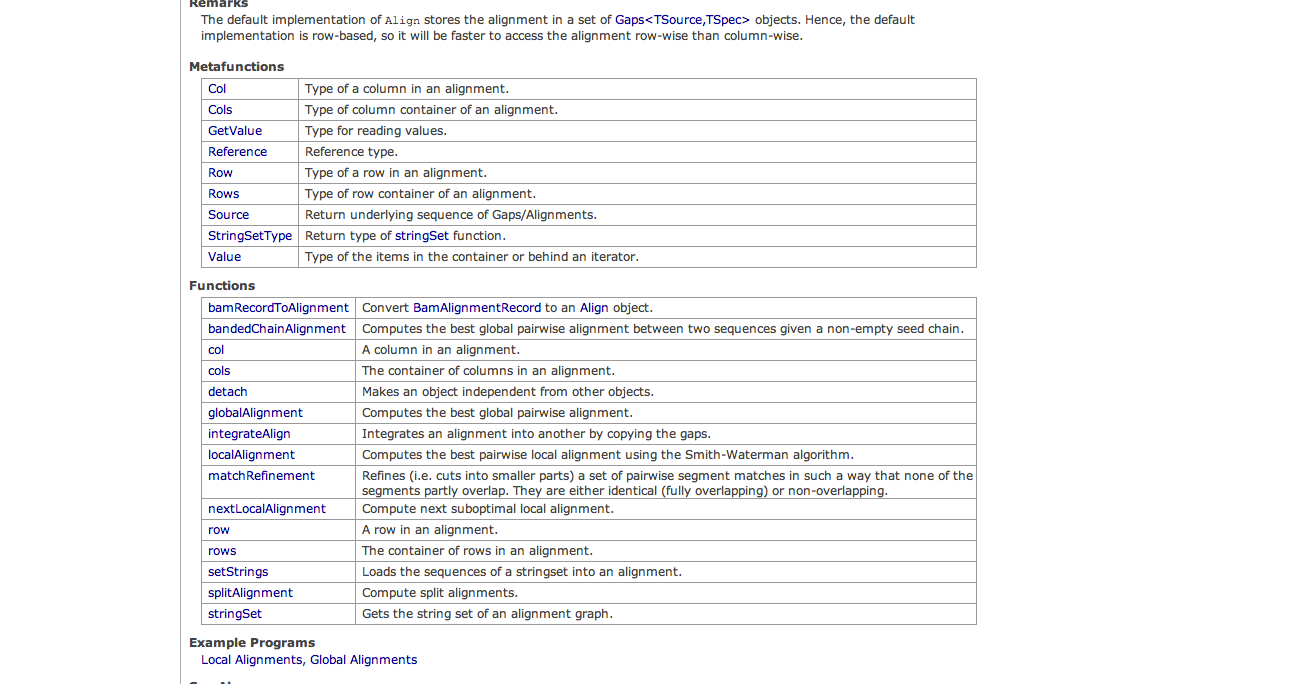 Remarks
The default implementation of Align stores the alignment in a set of Gaps<TSource,TSpec> objects. Hence, the default
implementation is row-based, so it will be faster to access the alignment row-wise than column-wise.
Metafunctions
Col Type of a column in an alignment.
Cols Type of column container of an alignment.
GetValue Type for reading values.
Reference Reference type.
Row Type of a row in an alignment.
Rows Type of row container of an alignment.
Source Return underlying sequence of Gaps/Alignments.
StringSetType Return type of stringSet function.
Value Type of the items in the container or behind an iterator.
Functions
bamRecordToAlignment Convert BamAlignmentRecord to an Align object.
bandedChainAlignment Computes the best global pairwise alignment between two sequences given a non-empty seed chain.
col A column in an alignment.
cols The container of columns in an alignment.
detach Makes an object independent from other objects.
globalAlignment Computes the best global pairwise alignment.
integrateAlign Integrates an alignment into another by copying the gaps.
localAlignment Computes the best pairwise local alignment using the Smith-Waterman algorithm.
matchRefinement Refines (i.e. cuts into smaller parts) a set of pairwise segment matches in such a way that none of the
segments partly overlap. They are either identical (fully overlapping) or non-overlapping.
nextLocalAlignment Compute next suboptimal local alignment.
row A row in an alignment.
rows The container of rows in an alignment.
setStrings Loads the sequences of a stringset into an alignment.
splitAlignment Compute split alignments.
stringSet Gets the string set of an alignment graph.
Example Programs
Local Alignments, Global Alignments